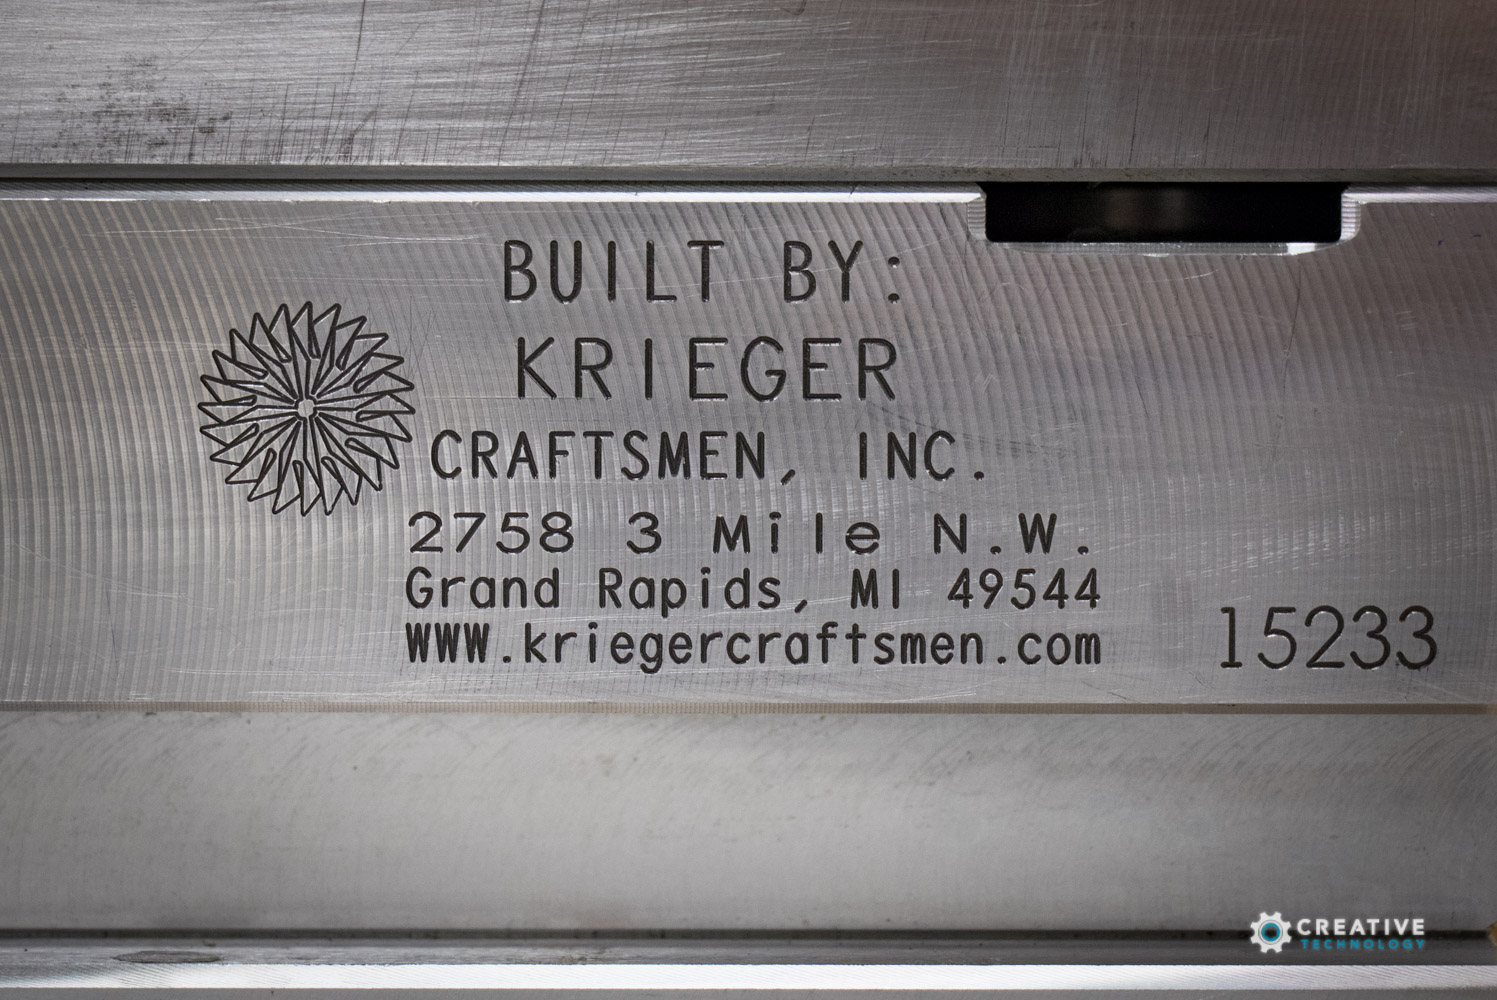 BUILT BY:
KRIEGER
CRAFTSMEN, INC.
2758 3 Mile N.W.
Grand Rapids, MI 49544
WWW.kriegercraftsmen.com
15233
CREATIVE
TECHNOLOGY